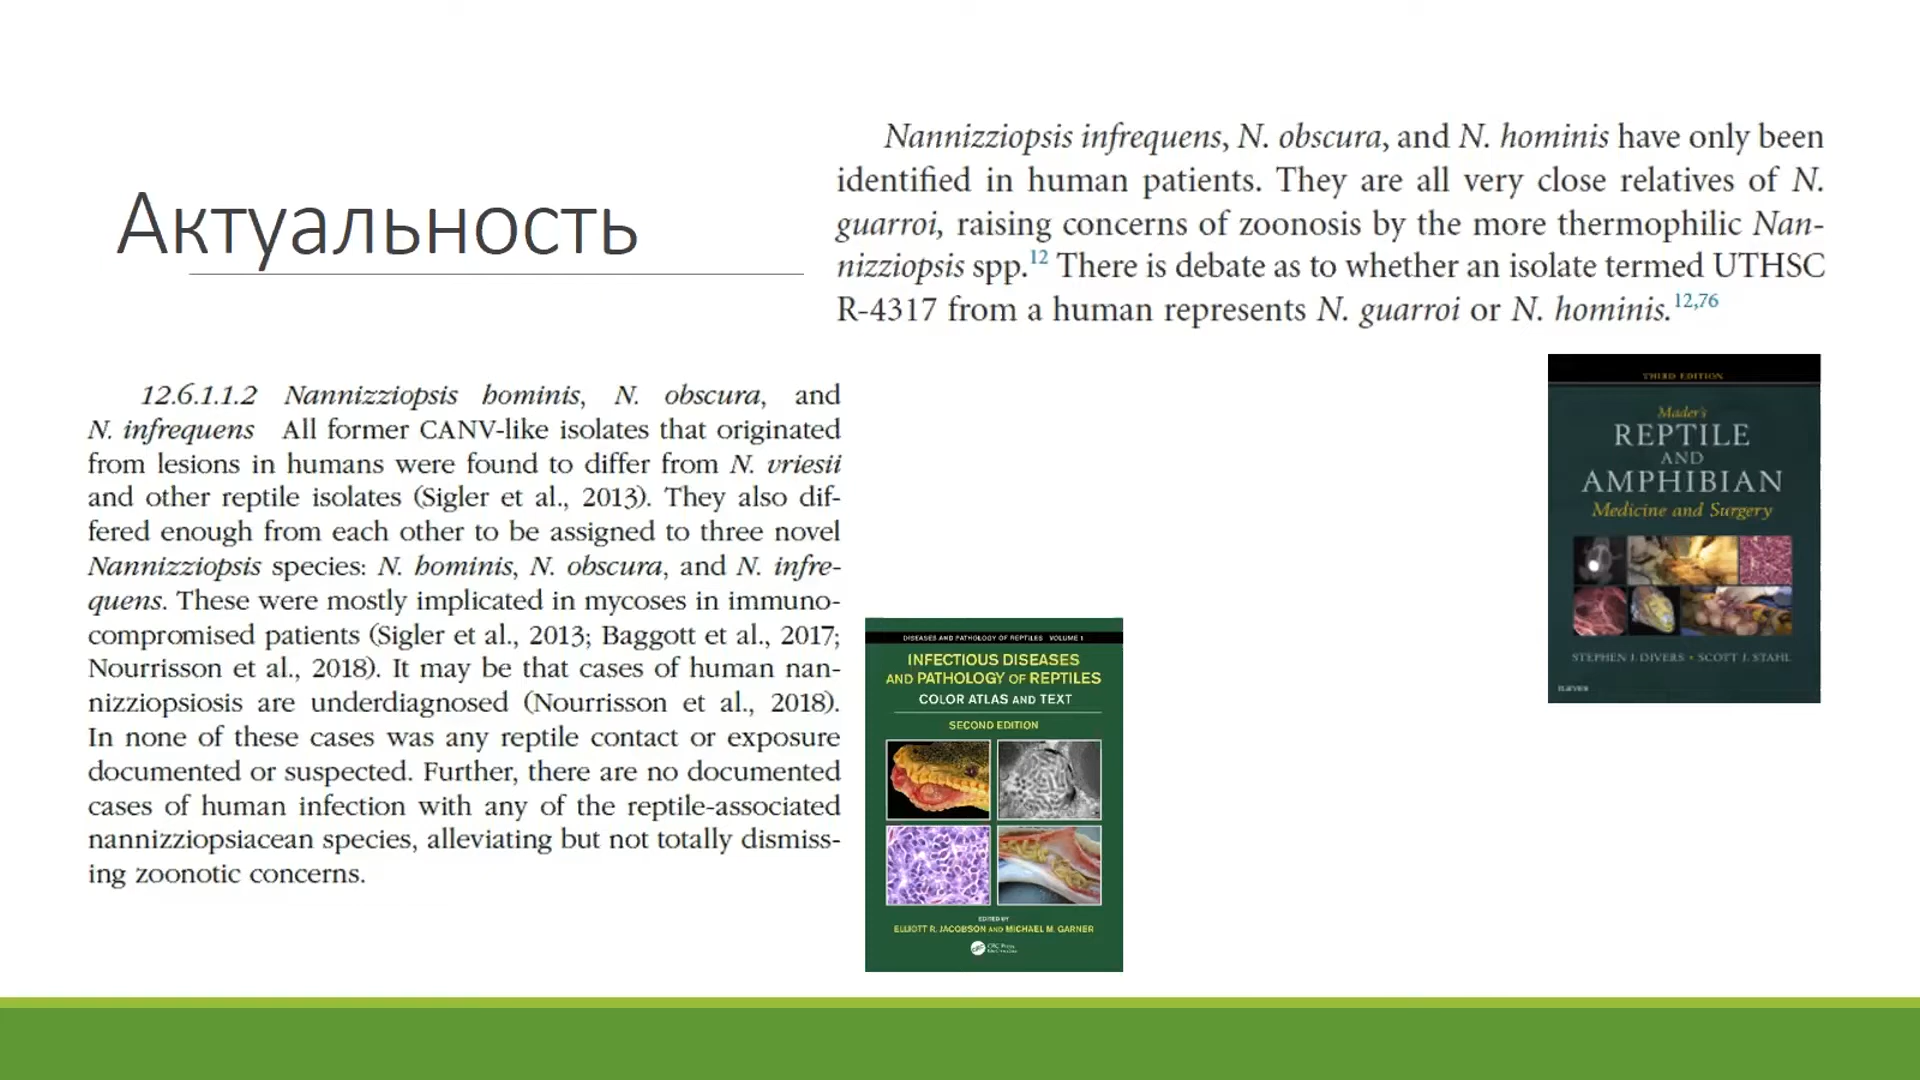 Актуальность
Nannizziopsis infrequens, N. obscura, and N. hominis have only been
identified in human patients. They are all very close relatives of N.
guarroi, raising concerns of zoonosis by the more thermophilic Nan-
nizziopsis spp.12 There is debate as to whether an isolate termed UTHSC
R-4317 from a human represents N. guarroi or N. hominis.12,76
12.6.1.1.2 Nannizziopsis hominis, N. obscura, and
N. infrequens All former CANV-like isolates that originated
from lesions in humans were found to differ from N. vriesii
and other reptile isolates (Sigler et al., 2013). They also dif-
fered enough from each other to be assigned to three novel
Nannizziopsis species: N. hominis, N. obscura, and N. infre-
quens. These were mostly implicated in mycoses in immuno-
compromised patients (Sigler et al., 2013; Baggott et al., 2017;
Nourrisson et al., 2018). It may be that cases of human nan-
nizziopsiosis are underdiagnosed (Nourrisson et al., 2018).
In none of these cases was any reptile contact or exposure
documented or suspected. Further, there are no documented
cases of human infection with any of the reptile-associated
nannizziopsiacean species, alleviating but not totally dismiss-
ing zoonotic concerns.
DISEASES AND PATHOLOGY OF REPTILES VOLUME 1
INFECTIOUS DISEASES
AND PATHOLOGY OF REPTILES
COLOR ATLAS AND TEXT
SECOND EDITION
EDITED BY
ELLIOTT R. JACOBSON AND MICHAEL M. GARNER
CRC Press
THIRD EDITION
Mader's
REPTILE
AND
AMPHIBIAN
Medicine and Surgery
STEPHEN J. DIVERS • SCOTT J. STAHL
ELSEVIER